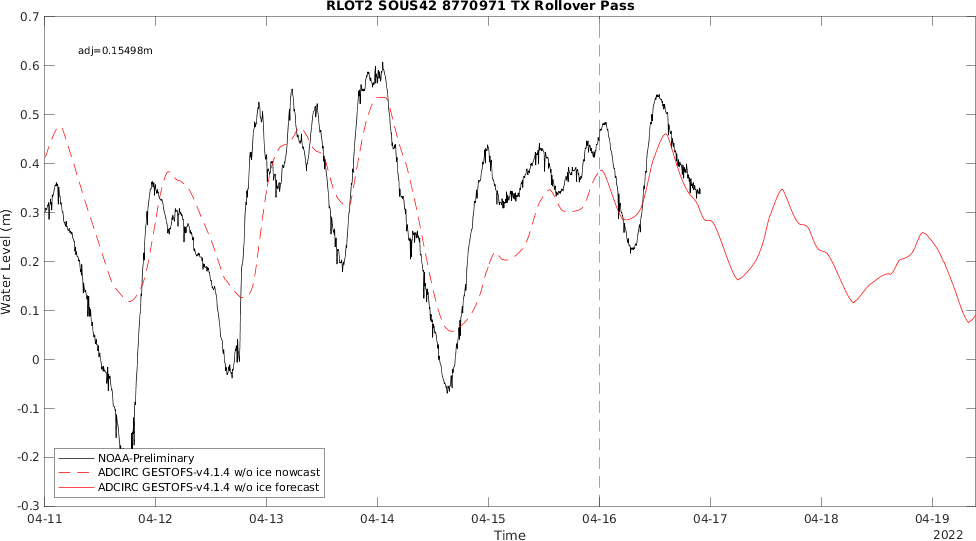 RLOT2 SOUS42 8770971 TX Rollover Pass
adj=0.15498m
0.7
0.6
0.5
0.4
0.3
0.2
0.1
0
-0.1
-0.2
-0.3
Water Level (m)
NOAA-Preliminary
ADCIRC GESTOFS-v4.1.4 w/o ice nowcast
ADCIRC GESTOFS-v4.1.4 w/o ice forecast
04-11 04-12 04-13 04-14 04-15 04-16 04-17 04-18 04-19
Time
2022